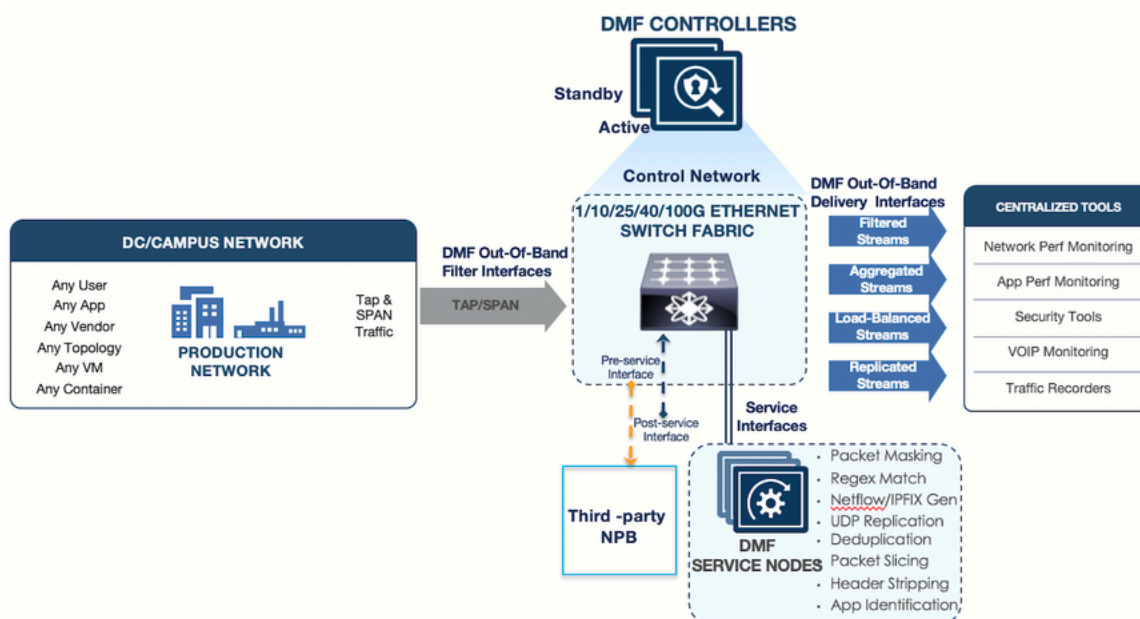 DMF CONTROLLERS
Standby
Active
Control Network
1/10/25/40/100G ETHERNET
SWITCH FABRIC
DC/CAMPUS NETWORK
Any User
Any App
Any Vendor
Any Topology
Any VM
Any Container
PRODUCTION
NETWORK
Tap &
SPAN
Traffic
DMF Out-Of-Band
Filter Interfaces
TAP/SPAN
Pre-service
Interface
Post-service
Interface
Third -party
NPB
Service
Interfaces
DMF
SERVICE NODES
· Packet Masking
· Regex Match
· Netflow/IPFIX Gen
· UDP Replication
· Deduplication
· Packet Slicing
· Header Stripping
· App Identification
DMF Out-Of-Band
Delivery Interfaces
Filtered
Streams
Aggregated
Streams
Load-Balanced
Streams
Replicated
Streams
CENTRALIZED TOOLS
Network Perf Monitoring
App Perf Monitoring
Security Tools
VOIP Monitoring
Traffic Recorders